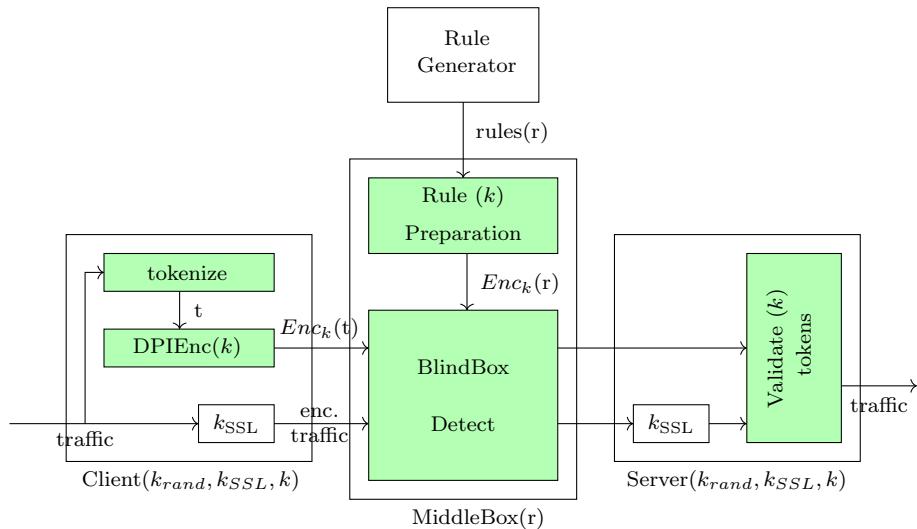 Rule
Generator
rules(r)
Rule (k)
Preparation
Enc_k(r)
tokenize
t
DPIEnc(k)
Enc_k(t)
BlindBox
Detect
enc.
traffic
traffic
k_SSL
k_SSL
Validate (k)
tokens
traffic
Client(k_rand, k_SSL, k)
Server(k_rand, k_SSL, k)
MiddleBox(r)